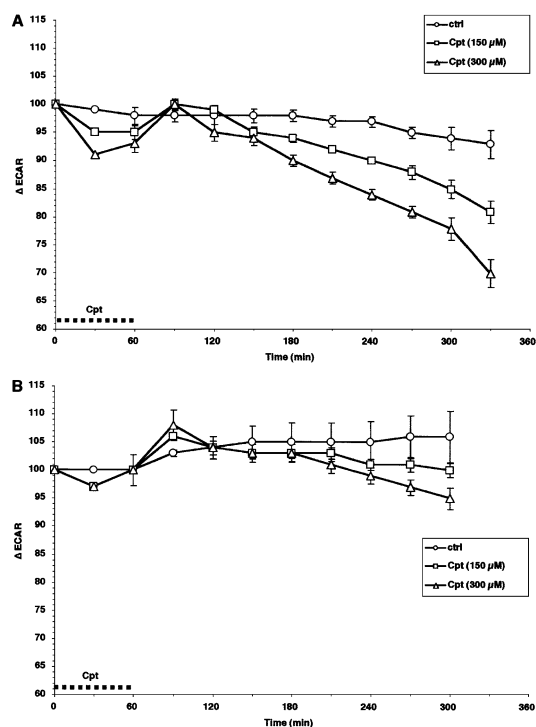 A
115
110
105
100
95
90
85
80
75
70
65
60
Δ ECAR
ctrl
Cpt (150 µM)
Cpt (300 µM)
Cpt
0 60 120 180 240 300 360
Time (min)
B
115
110
105
100
95
90
85
80
75
70
65
60
Δ ECAR
ctrl
Cpt (150 µM)
Cpt (300 µM)
Cpt
0 60 120 180 240 300 360
Time (min)